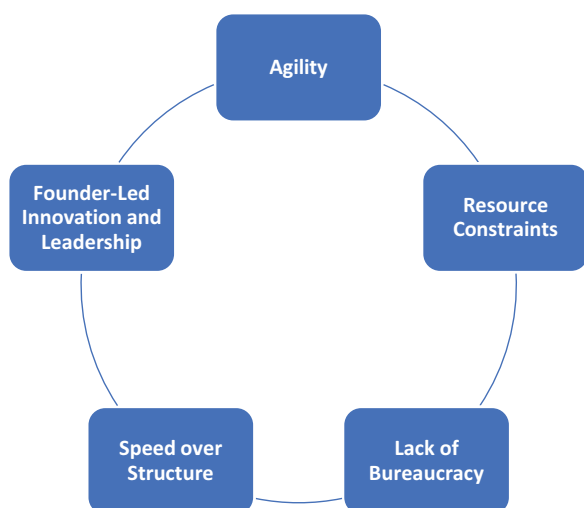 Agility
Resource
Constraints
Lack of
Bureaucracy
Speed over
Structure
Founder-Led
Innovation and
Leadership